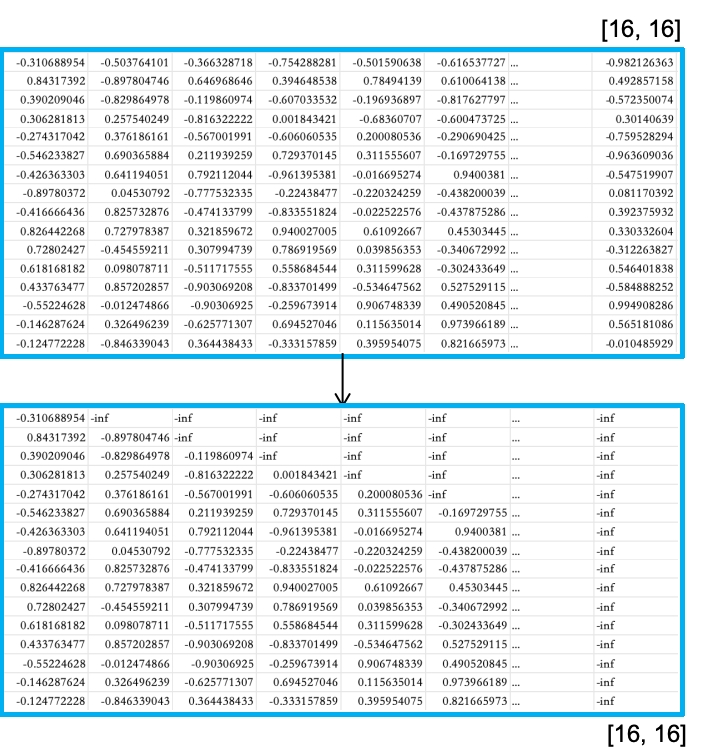 [16, 16]
-0.310688954 -0.503764101 -0.366328718 -0.754288281 -0.501590638 -0.616537727 ... -0.982126363
0.84317392 -0.897804746 0.646968646 0.394648538 0.78494139 0.610064138 ... 0.492857158
0.390209046 -0.829864978 -0.119860974 -0.607033532 -0.196936897 -0.817627797 ... -0.572350074
0.306281813 0.257540249 -0.816322222 0.001843421 -0.68360707 -0.600473725 ... 0.30140639
-0.274317042 0.376186161 -0.567001991 -0.606060535 0.200080536 -0.290690425 ... -0.759528294
-0.546233827 0.690365884 0.211939259 0.729370145 0.311555607 -0.169729755 ... -0.963609036
-0.426363303 0.641194051 0.792112044 -0.961395381 -0.016695274 0.9400381 ... -0.547519907
-0.89780372 0.04530792 -0.777532335 -0.22438477 -0.220324259 -0.438200039 ... 0.081170392
-0.416666436 0.825732876 -0.474133799 -0.833551824 -0.022522576 -0.437875286 ... 0.392375932
0.826442268 0.727978387 0.321859672 0.940027005 0.61092667 0.45303445 ... 0.330332604
0.72802427 -0.454559211 0.307994739 0.786919569 0.039856353 -0.340672992 ... -0.312263827
0.618168182 0.098078711 -0.511717555 0.558684544 0.311599628 -0.302433649 ... 0.546401838
0.433763477 0.857202857 -0.903069208 -0.833701499 -0.534647562 0.527529115 ... -0.584888252
-0.55224628 -0.012474866 -0.90306925 -0.259673914 0.906748339 0.490520845 ... 0.994908286
-0.146287624 0.326496239 -0.625771307 0.694527046 0.115635014 0.973966189 ... 0.565181086
-0.124772228 -0.846339043 0.364438433 -0.333157859 0.395954075 0.821665973 ... -0.010485929
-0.310688954 -inf -inf -inf -inf -inf ... -inf
0.84317392 -0.897804746 -inf -inf -inf -inf ... -inf
0.390209046 -0.829864978 -0.119860974 -inf -inf -inf ... -inf
0.306281813 0.257540249 -0.816322222 0.001843421 -inf -inf ... -inf
-0.274317042 0.376186161 -0.567001991 -0.606060535 0.200080536 -inf ... -inf
-0.546233827 0.690365884 0.211939259 0.729370145 0.311555607 -0.169729755 ... -inf
-0.426363303 0.641194051 0.792112044 -0.961395381 -0.016695274 0.9400381 ... -inf
-0.89780372 0.04530792 -0.777532335 -0.22438477 -0.220324259 -0.438200039 ... -inf
-0.416666436 0.825732876 -0.474133799 -0.833551824 -0.022522576 -0.437875286 ... -inf
0.826442268 0.727978387 0.321859672 0.940027005 0.61092667 0.45303445 ... -inf
0.72802427 -0.454559211 0.307994739 0.786919569 0.039856353 -0.340672992 ... -inf
0.618168182 0.098078711 -0.511717555 0.558684544 0.311599628 -0.302433649 ... -inf
0.433763477 0.857202857 -0.903069208 -0.833701499 -0.534647562 0.527529115 ... -inf
-0.55224628 -0.012474866 -0.90306925 -0.259673914 0.906748339 0.490520845 ... -inf
-0.146287624 0.326496239 -0.625771307 0.694527046 0.115635014 0.973966189 ... -inf
-0.124772228 -0.846339043 0.364438433 -0.333157859 0.395954075 0.821665973 ... -inf
[16, 16]